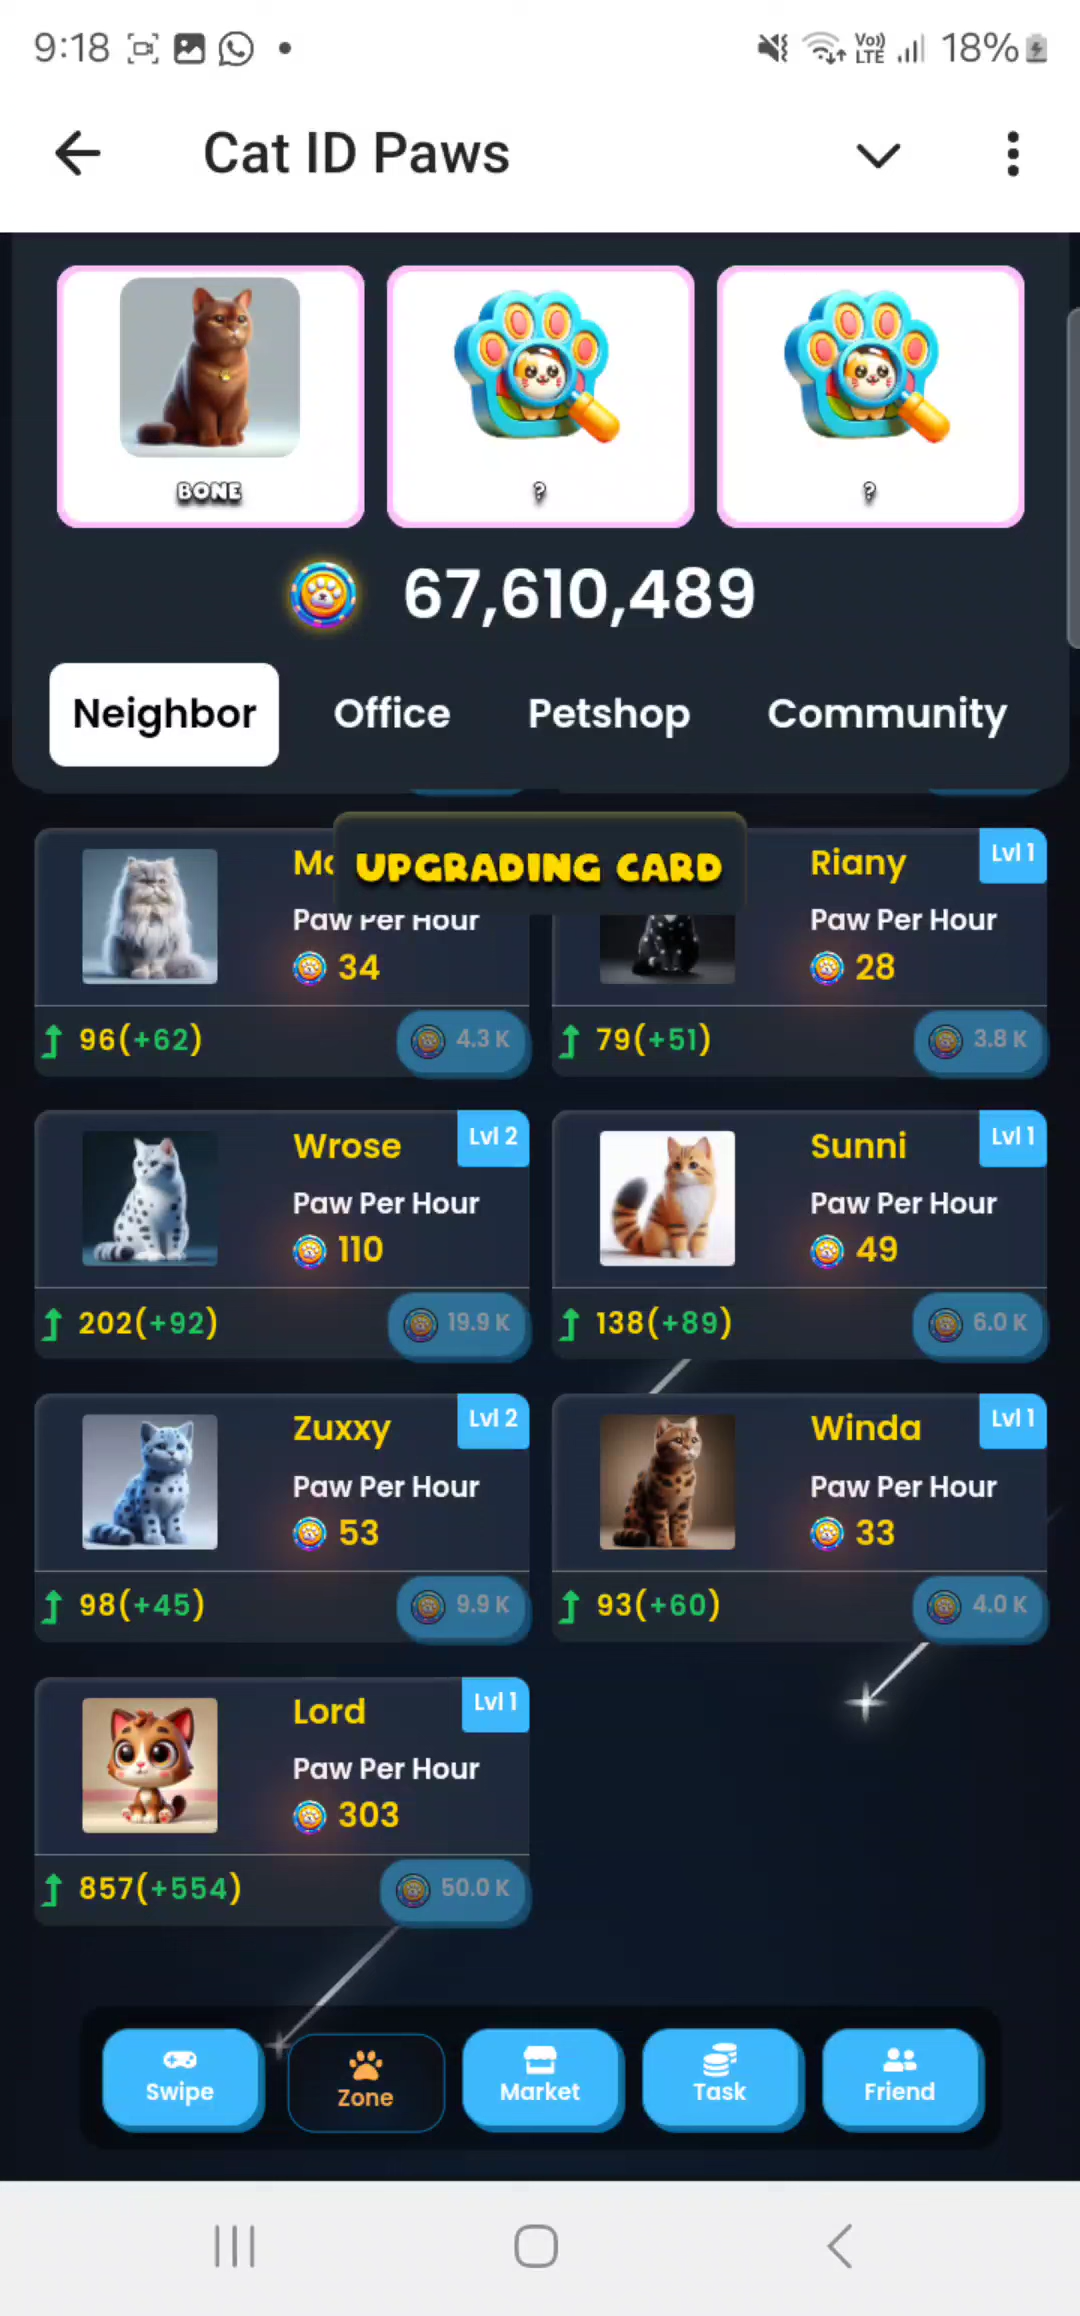 9:18
Vo))
LTE
18%
Cat ID Paws
BONE
?
?
67,610,489
Neighbor
Office
Petshop
Community
UPGRADING CARD
Riany
Lvl 1
Paw Per Hour
Paw Per Hour
34
28
96(+62)
4.3 K
79(+51)
3.8 K
Wrose
Lvl 2
Sunni
Lvl 1
Paw Per Hour
Paw Per Hour
110
49
202(+92)
19.9 K
138(+89)
6.0 K
Zuxxy
Lvl 2
Winda
Lvl 1
Paw Per Hour
Paw Per Hour
53
33
98(+45)
9.9 K
93(+60)
4.0 K
Lord
Lvl 1
Paw Per Hour
303
857(+554)
50.0 K
Swipe
Zone
Market
Task
Friend